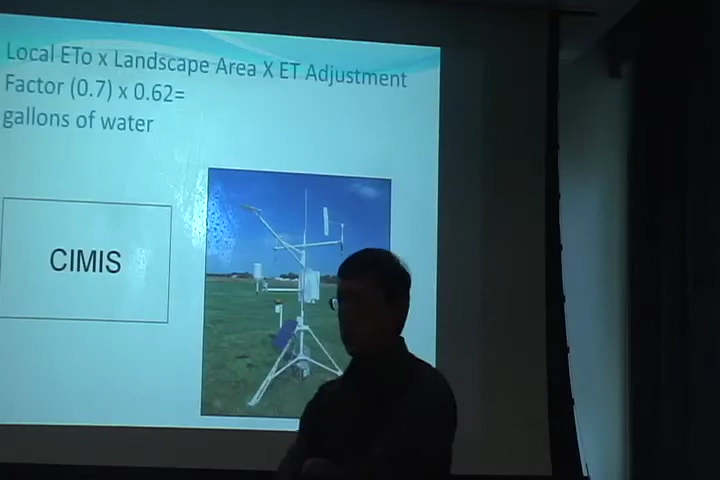 Local ETo x Landscape Area X ET Adjustment
Factor (0.7) x 0.62=
gallons of water
CIMIS